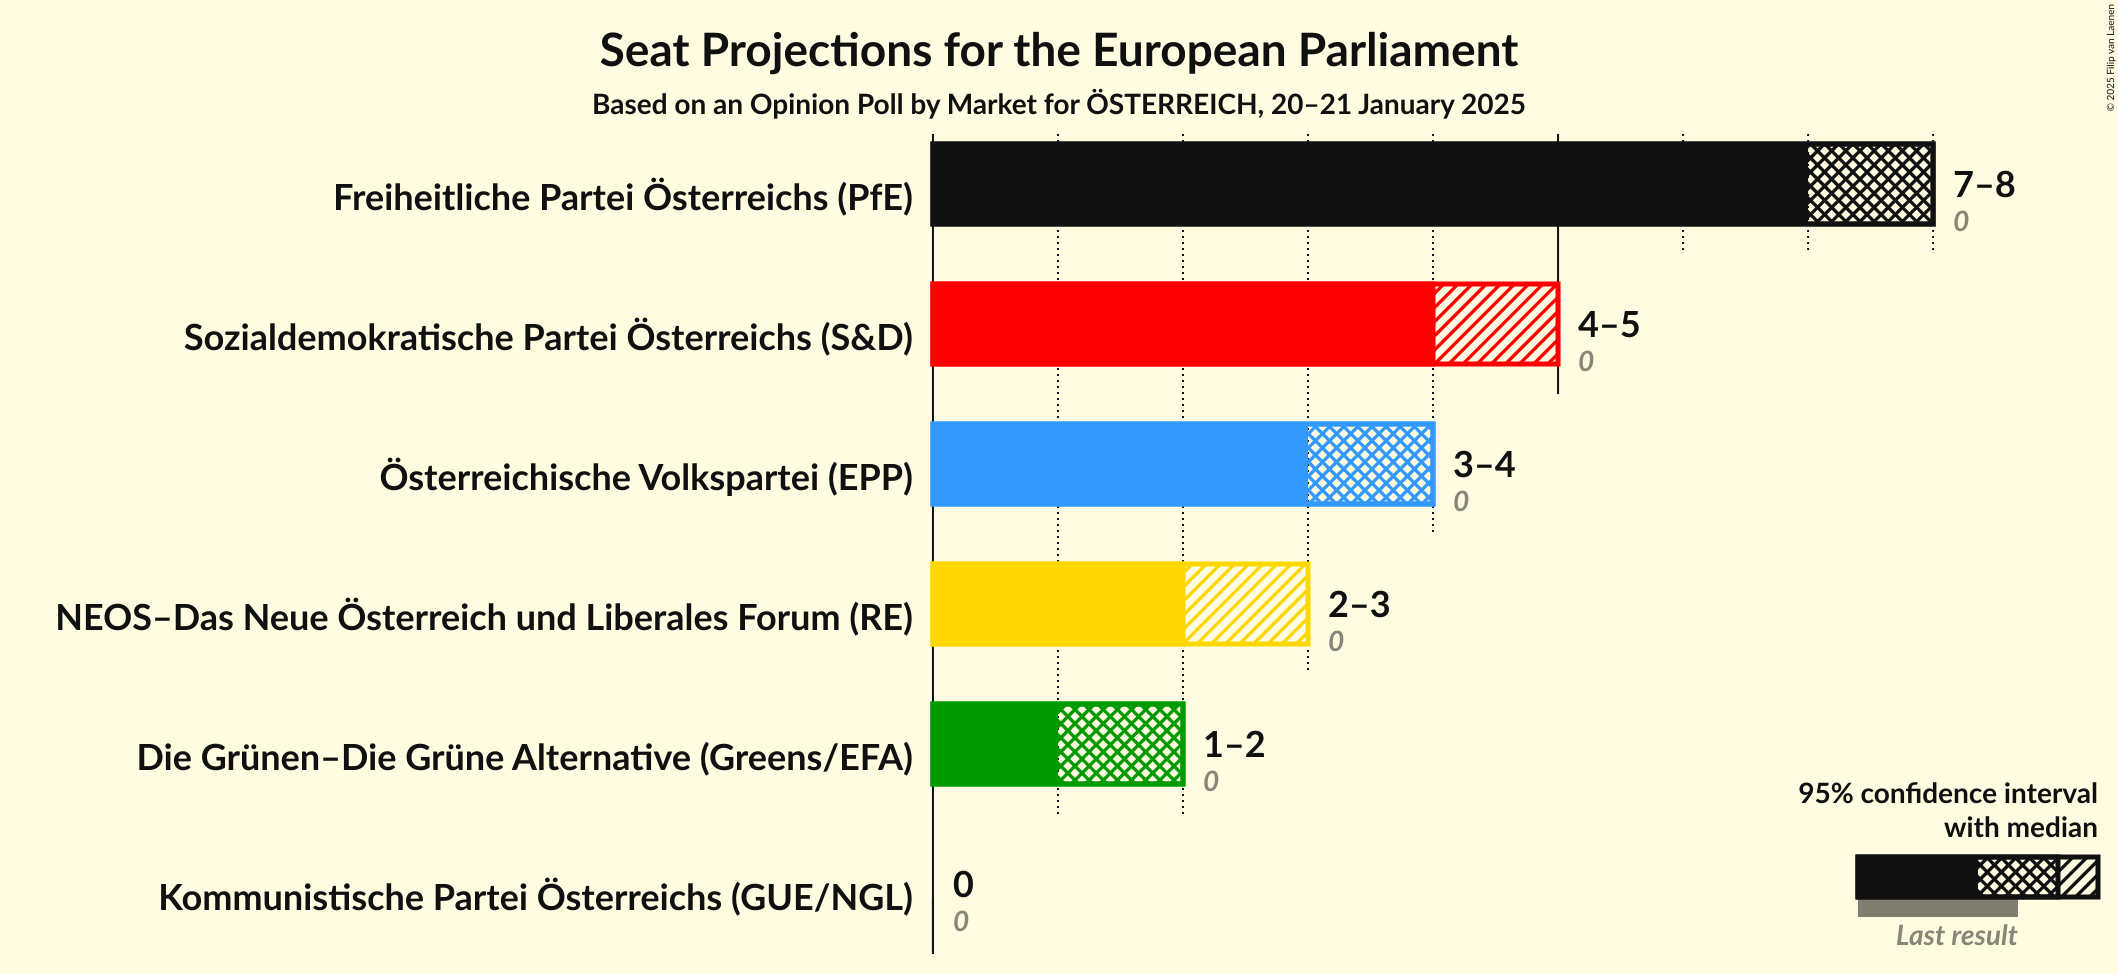 Seat Projections for the European Parliament
Based on an Opinion Poll by Market for ÖSTERREICH, 20–21 January 2025
© 2025 Filip van Laenen
Freiheitliche Partei Österreichs (PfE)
7–8
0
Sozialdemokratische Partei Österreichs (S&D)
4–5
0
Österreichische Volkspartei (EPP)
3–4
0
NEOS–Das Neue Österreich und Liberales Forum (RE)
2–3
0
Die Grünen–Die Grüne Alternative (Greens/EFA)
1–2
0
Kommunistische Partei Österreichs (GUE/NGL)
0
0
95% confidence interval
with median
Last result